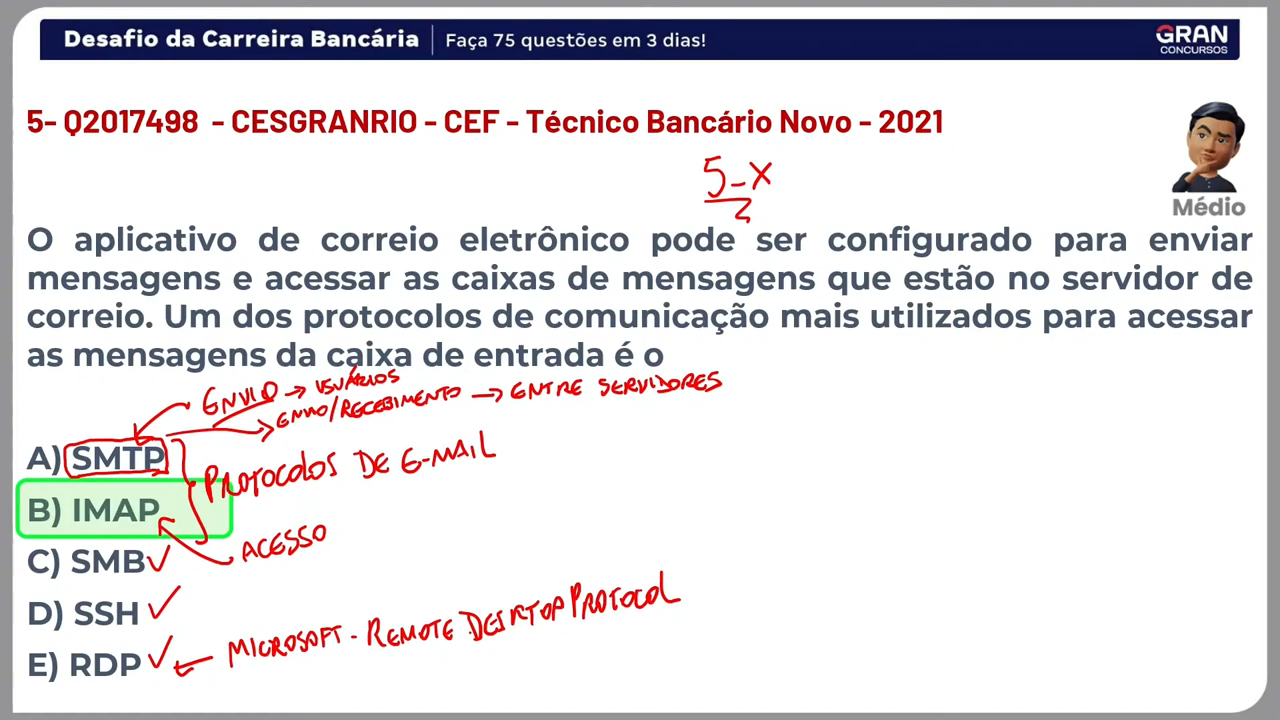 Desafio da Carreira Bancária | Faça 75 questões em 3 dias!
GRAN
CONCURSOS
5- Q2017498 - CESGRANRIO - CEF - Técnico Bancário Novo - 2021
Médio
5-X
O aplicativo de correio eletrônico pode ser configurado para enviar
mensagens e acessar as caixas de mensagens que estão no servidor de
correio. Um dos protocolos de comunicação mais utilizados para acessar
as mensagens da caixa de entrada é o
ENVIO → USUÁRIOS
ENVIO/RECEBIMENTO → ENTRE SERVIDORES
A) SMTP
PROTOCOLOS DE E-MAIL
B) IMAP
ACESSO
C) SMB
D) SSH
E) RDP
MICROSOFT - REMOTE DESKTOP PROTOCOL